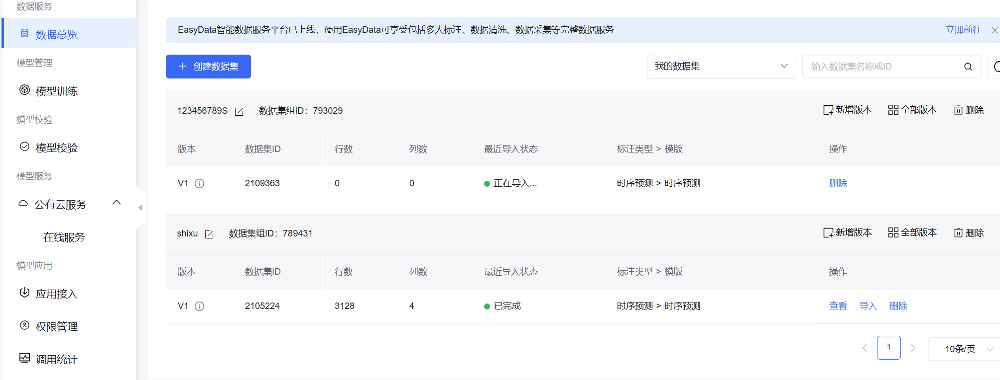 数据服务
数据总览
模型管理
模型训练
模型校验
模型校验
模型服务
公有云服务
在线服务
模型应用
应用接入
权限管理
调用统计
EasyData智能数据服务平台已上线，使用EasyData可享受包括多人标注、数据清洗、数据采集等完整数据服务 立即前往
创建数据集 我的数据集 输入数据集名称或ID
123456789S 数据集组ID：793029 新增版本 全部版本 删除
版本 数据集ID 行数 列数 最近导入状态 标注类型 > 模版 操作
V1 2109363 0 0 正在导入... 时序预测 > 时序预测 删除
shixu 数据集组ID：789431 新增版本 全部版本 删除
版本 数据集ID 行数 列数 最近导入状态 标注类型 > 模版 操作
V1 2105224 3128 4 已完成 时序预测 > 时序预测 查看 导入 删除
1 10条/页